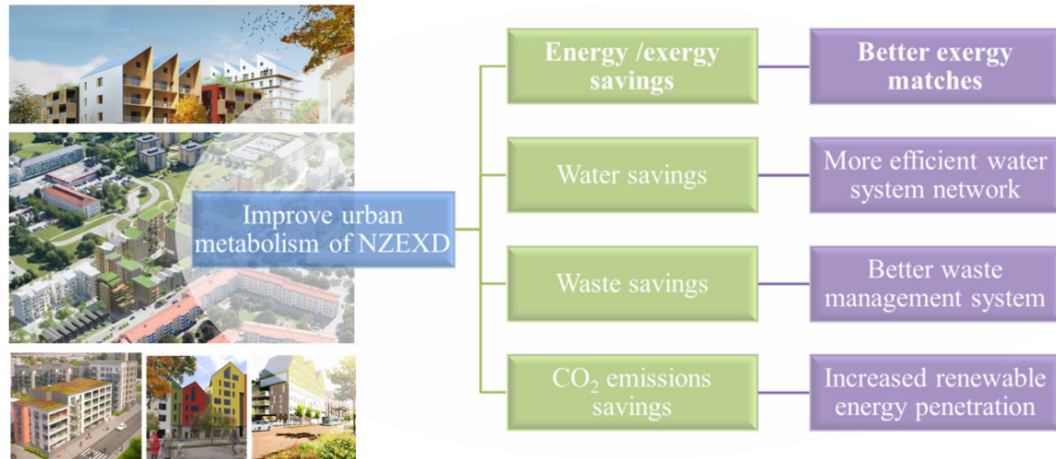 Improve urban
metabolism of NZEXD
Energy /exergy
savings
Better exergy
matches
Water savings
More efficient water
system network
Waste savings
Better waste
management system
CO₂ emissions
savings
Increased renewable
energy penetration